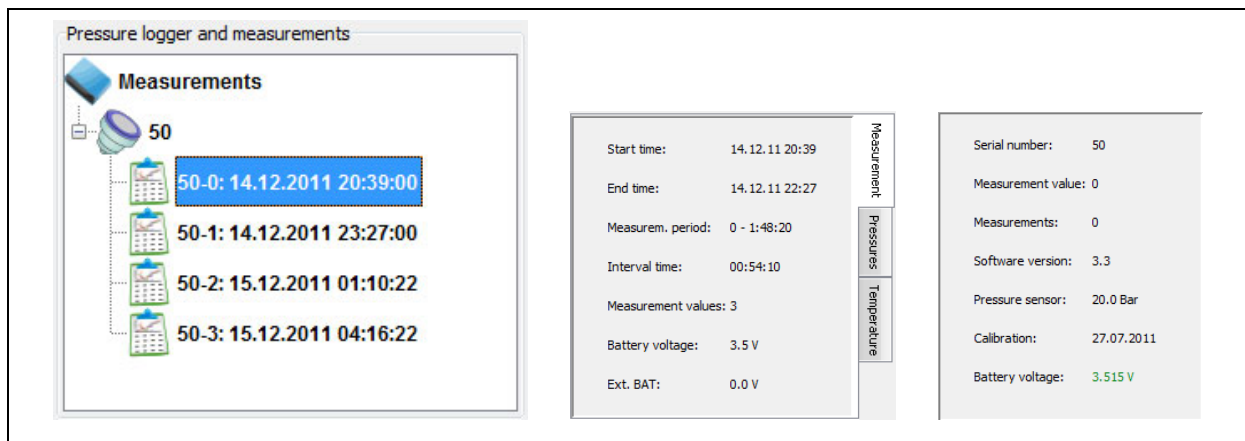 Pressure logger and measurements
Measurements
50
50-0: 14.12.2011 20:39:00
50-1: 14.12.2011 23:27:00
50-2: 15.12.2011 01:10:22
50-3: 15.12.2011 04:16:22
Start time: 14.12.11 20:39
End time: 14.12.11 22:27
Measurem. period: 0 - 1:48:20
Interval time: 00:54:10
Measurement values: 3
Battery voltage: 3.5 V
Ext. BAT: 0.0 V
Measurement
Pressures
Temperature
Serial number: 50
Measurement value: 0
Measurements: 0
Software version: 3.3
Pressure sensor: 20.0 Bar
Calibration: 27.07.2011
Battery voltage: 3.515 V